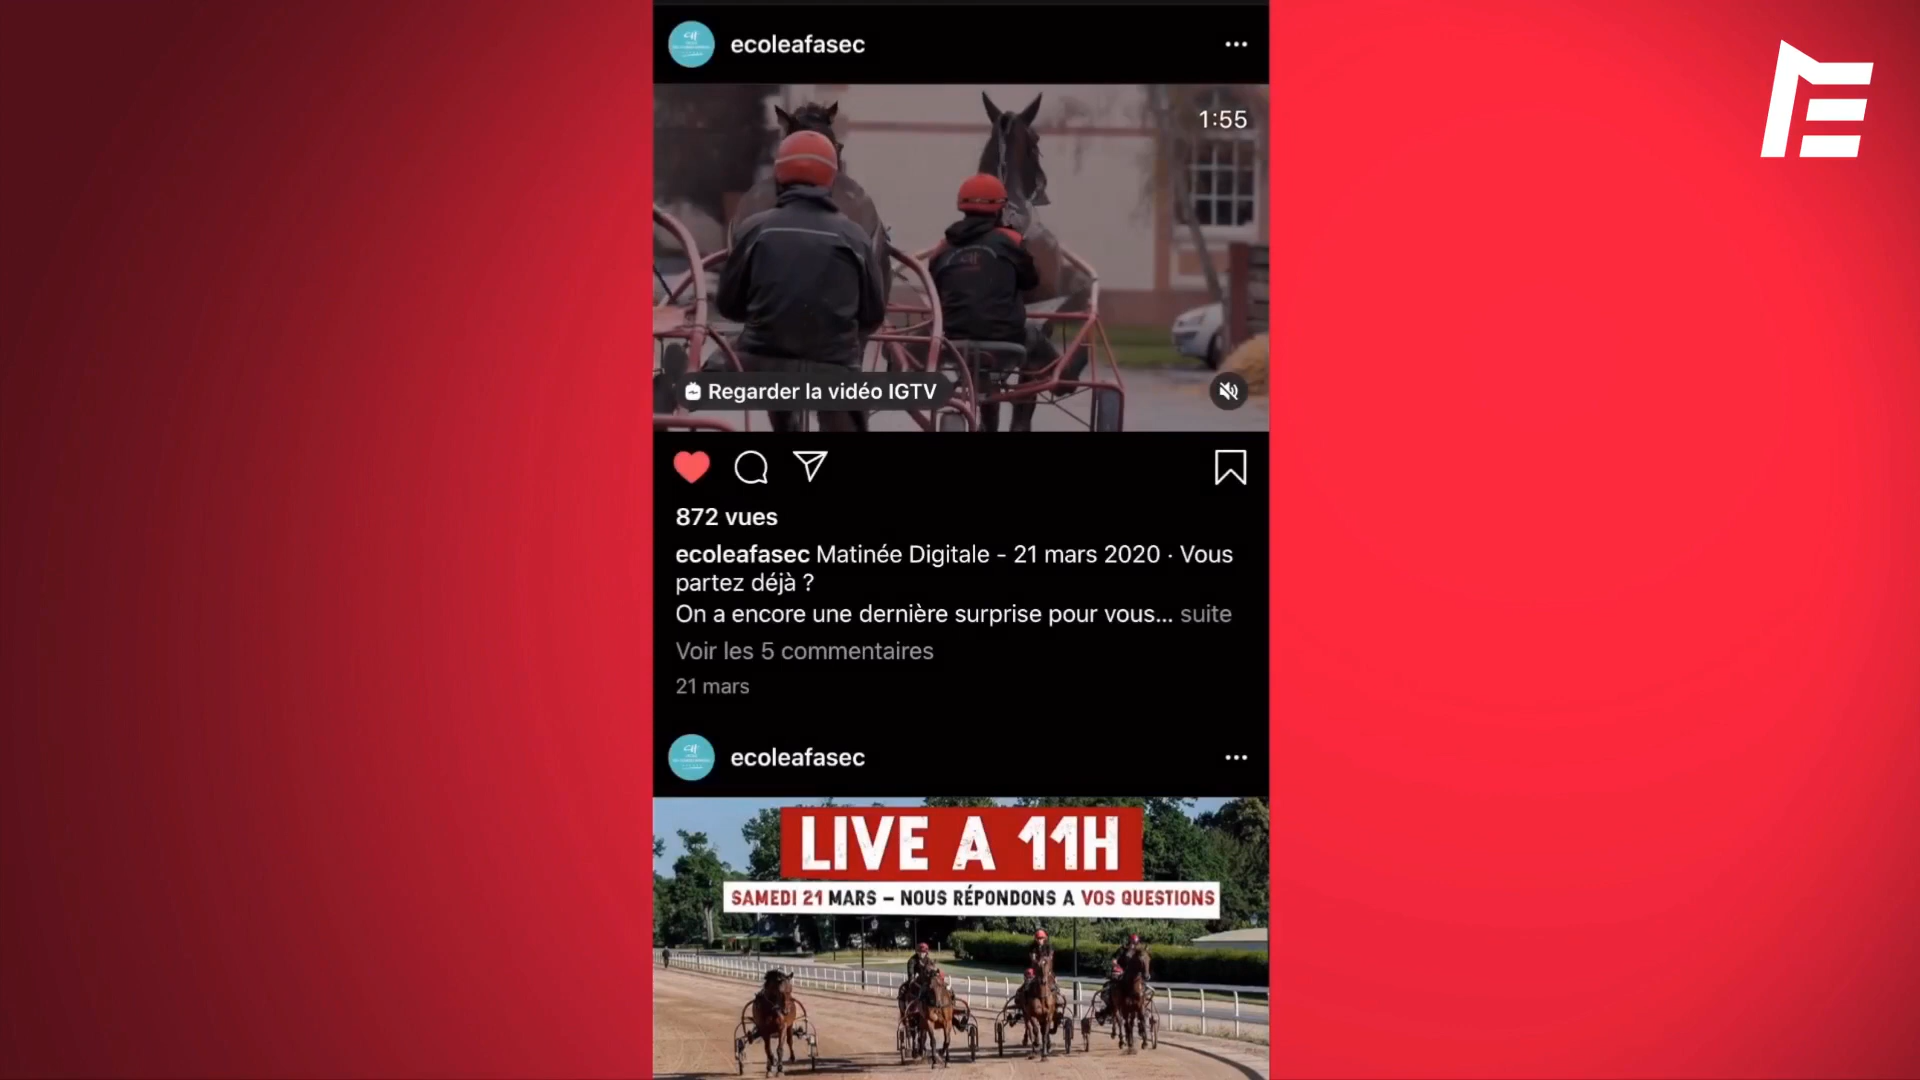 ecoleafasec
1:55
Regarder la vidéo IGTV
872 vues
ecoleafasec Matinée Digitale - 21 mars 2020 · Vous
partez déjà ?
On a encore une dernière surprise pour vous... suite
Voir les 5 commentaires
21 mars
ecoleafasec
LIVE A 11H
SAMEDI 21 MARS – NOUS RÉPONDONS A VOS QUESTIONS